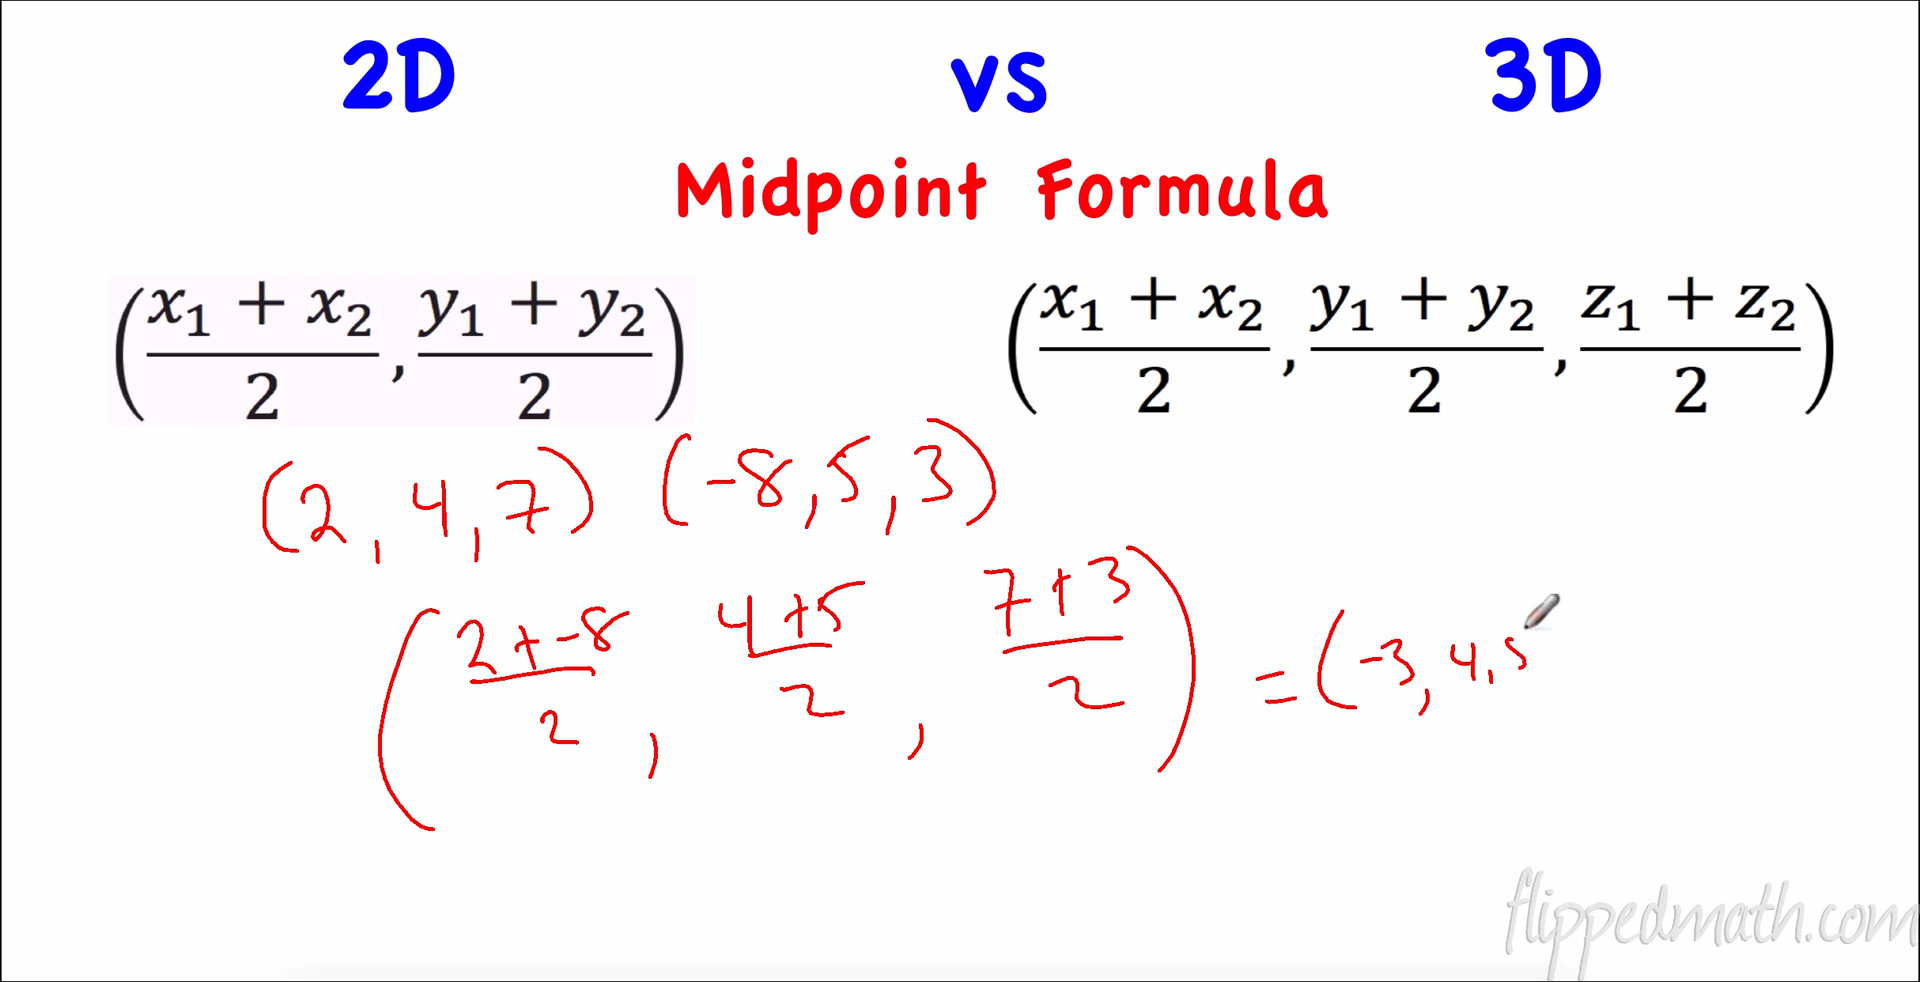 2D vs 3D
Midpoint Formula
(x₁ + x₂/2, y₁ + y₂/2) (x₁ + x₂/2, y₁ + y₂/2, z₁ + z₂/2)
(2, 4, 7) (-8, 5, 3)
(2 + -8/2, 4 + 5/2, 7 + 3/2) = (-3, 4, 5
flippedmath.com